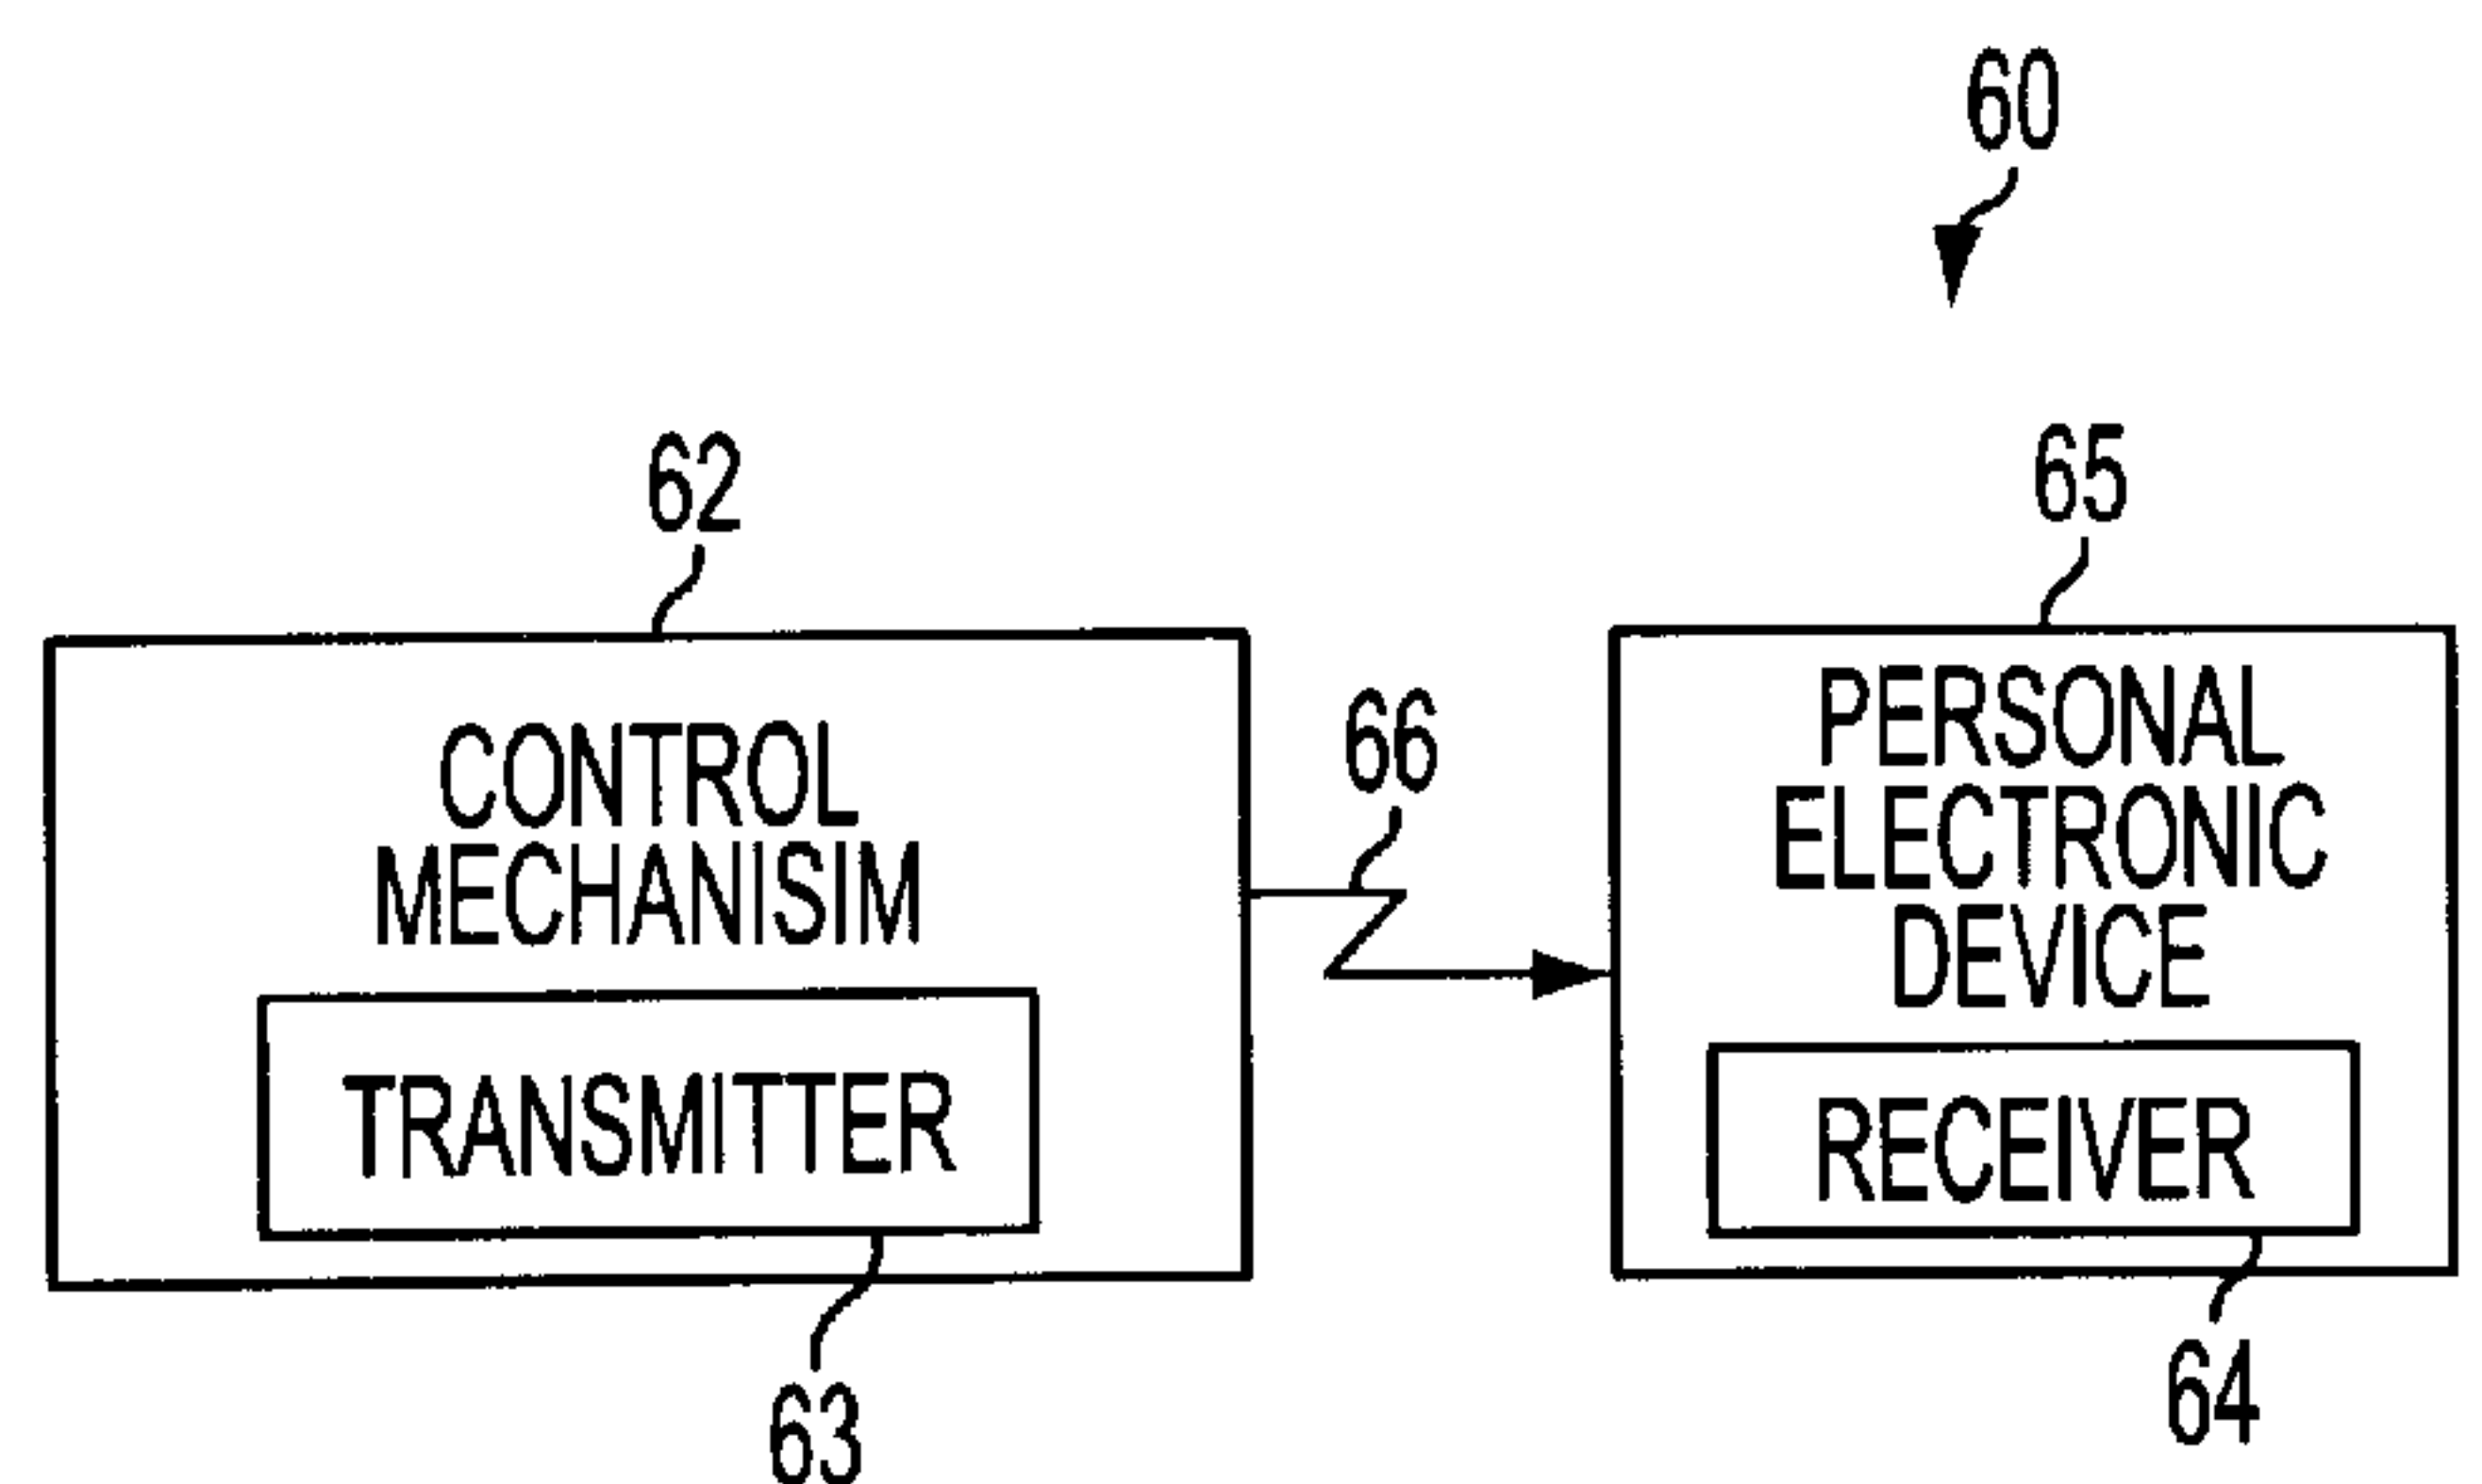 60
62
65
66
CONTROL
MECHANISIM
TRANSMITTER
PERSONAL
ELECTRONIC
DEVICE
RECEIVER
63
64